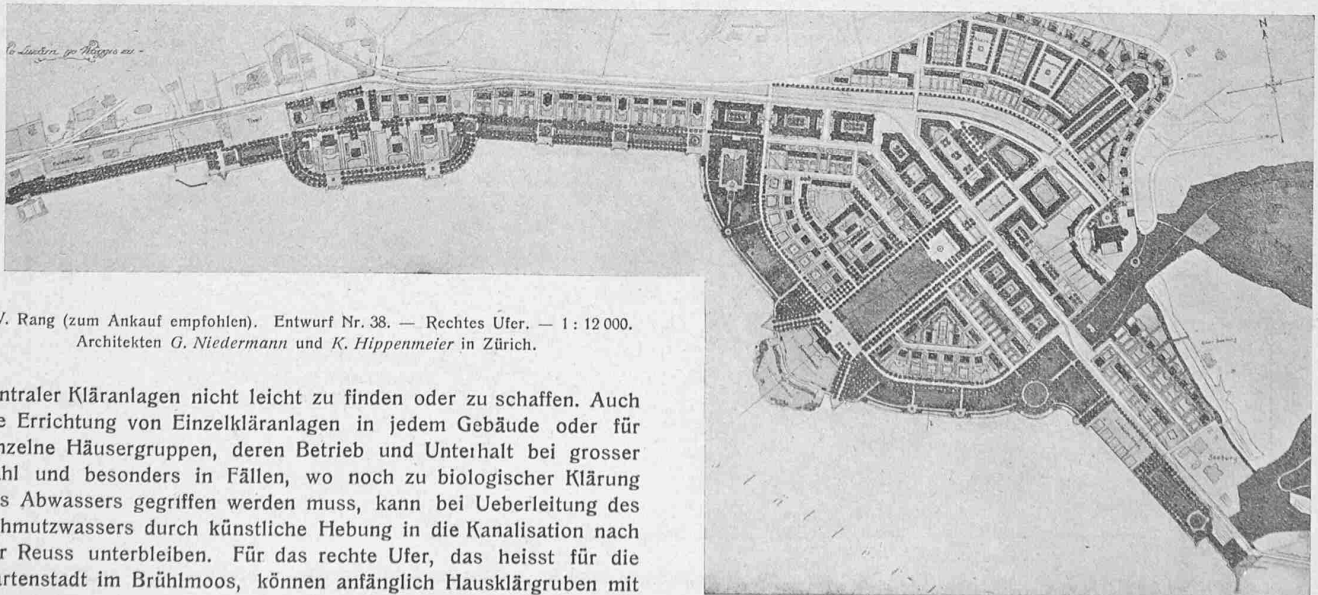 N
Tivoli
Seeburg
V. Rang (zum Ankauf empfohlen). Entwurf Nr. 38. — Rechtes Ufer. — 1 : 12 000.
Architekten G. Niedermann und K. Hippenmeier in Zürich.
ntraler Kläranlagen nicht leicht zu finden oder zu schaffen. Auch
e Errichtung von Einzelkläranlagen in jedem Gebäude oder für
nzelne Häusergruppen, deren Betrieb und Unterhalt bei grosser
hl und besonders in Fällen, wo noch zu biologischer Klärung
s Abwassers gegriffen werden muss, kann bei Ueberleitung des
hmutzwassers durch künstliche Hebung in die Kanalisation nach
r Reuss unterbleiben. Für das rechte Ufer, das heisst für die
artenstadt im Brühlmoos, können anfänglich Hausklärgruben mit